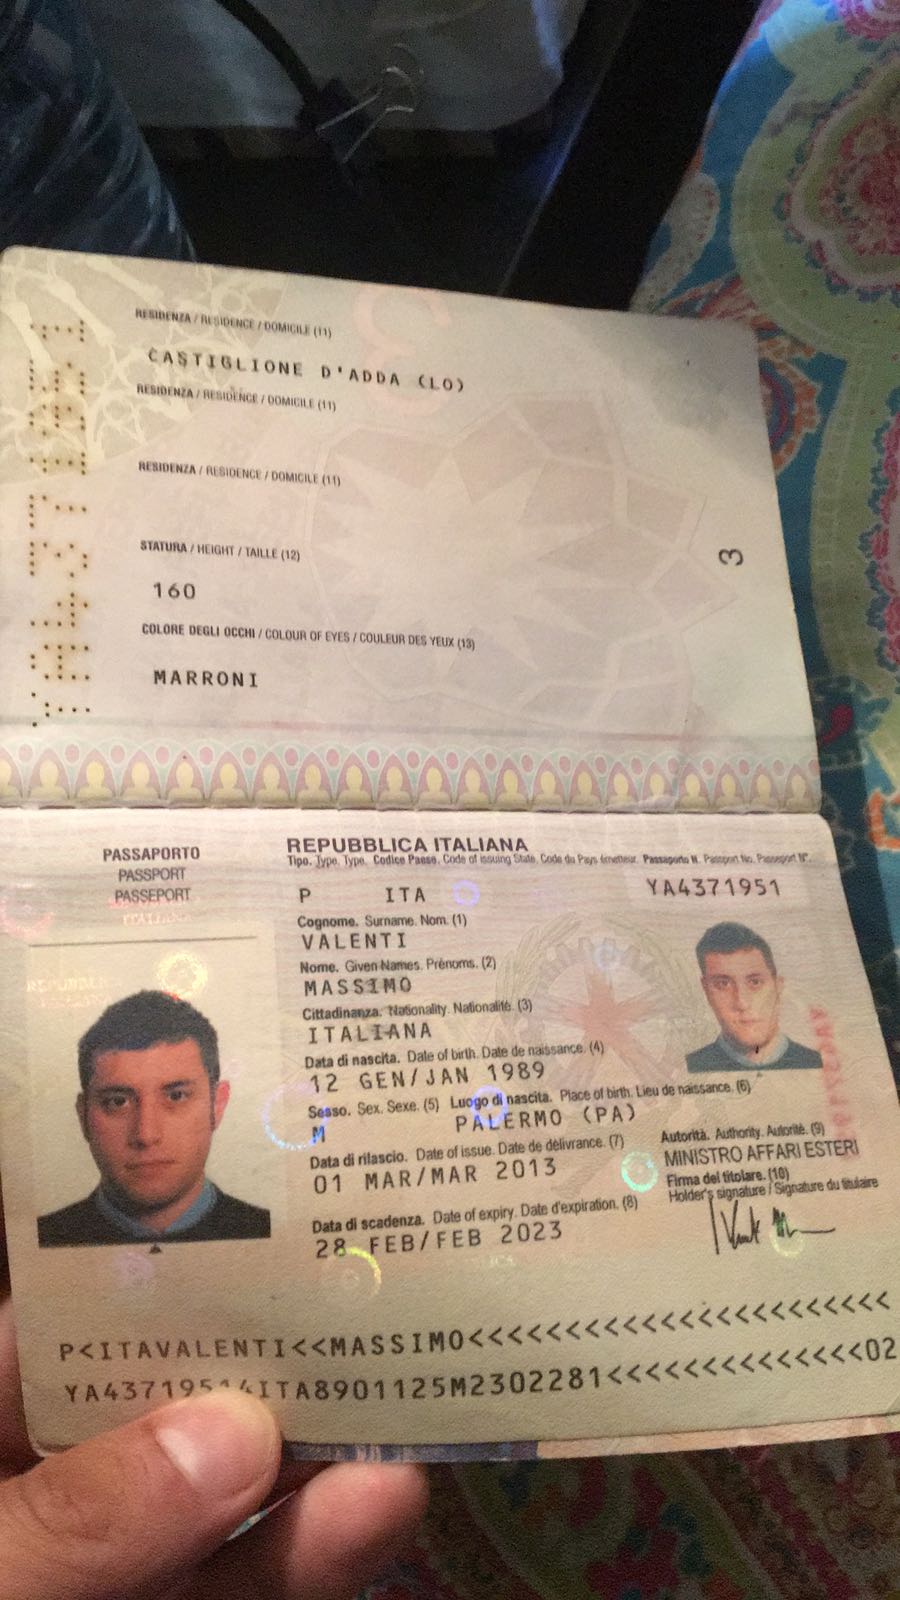 RESIDENZA / RESIDENCE / DOMICILE (11)
CASTIGLIONE D'ADDA (LO)
RESIDENZA / RESIDENCE / DOMICILE (11)
RESIDENZA / RESIDENCE / DOMICILE (11)
STATURA / HEIGHT / TAILLE (12)
160
COLORE DEGLI OCCHI / COLOUR OF EYES / COULEUR DES YEUX (13)
MARRONI
3
PASSAPORTO
PASSPORT
PASSEPORT
REPUBBLICA ITALIANA
Tipo. Type. Type. Codice Paese. Code of issuing State. Code du Pays émetteur. Passaporto N. Passport No. Passeport N°.
P ITA YA4371951
Cognome. Surname. Nom. (1)
VALENTI
Nome. Given Names. Prénoms. (2)
MASSIMO
Cittadinanza. Nationality. Nationalité. (3)
ITALIANA
Data di nascita. Date of birth. Date de naissance. (4)
12 GEN/JAN 1989
Sesso. Sex. Sexe. (5) Luogo di nascita. Place of birth. Lieu de naissance. (6)
M PALERMO (PA)
Data di rilascio. Date of issue. Date de délivrance. (7)
01 MAR/MAR 2013
Autorità. Authority. Autorité. (9)
MINISTRO AFFARI ESTERI
Data di scadenza. Date of expiry. Date d'expiration. (8)
28 FEB/FEB 2023
Firma del titolare. (10)
Holder's signature / Signature du titulaire
P<ITAVALENTI<<MASSIMO<<<<<<<<<<<<<<<<<<<<<<<
YA43719514ITA8901125M2302281<<<<<<<<<<<<<<02